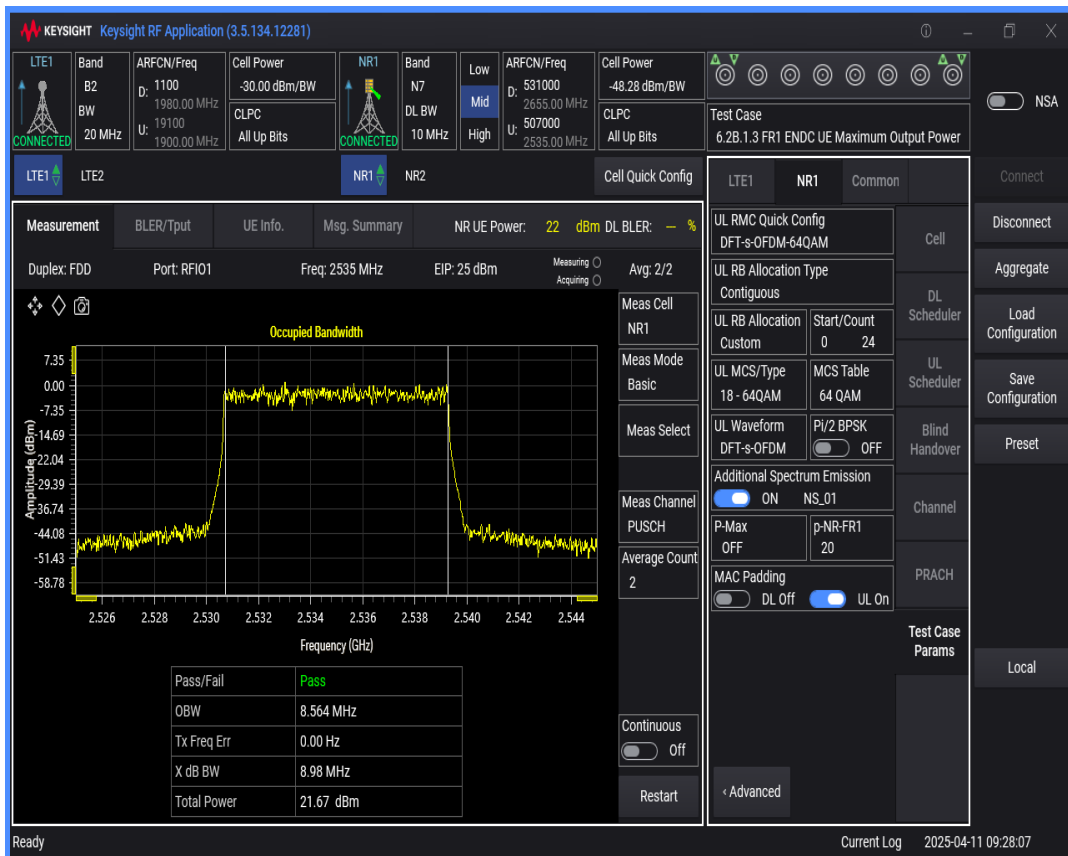 KEYSIGHT Keysight RF Application (3.5.134.12281)
LTE1
CONNECTED
Band
B2
BW
20 MHz
ARFCN/Freq
D: 1100
1980.00 MHz
U: 19100
1900.00 MHz
Cell Power
-30.00 dBm/BW
CLPC
All Up Bits
NR1
CONNECTED
Band
N7
DL BW
10 MHz
Low
Mid
High
ARFCN/Freq
D: 531000
2655.00 MHz
U: 507000
2535.00 MHz
Cell Power
-48.28 dBm/BW
CLPC
All Up Bits
Test Case
6.2B.1.3 FR1 ENDC UE Maximum Output Power
NSA
LTE1 LTE2 NR1 NR2 Cell Quick Config
Measurement BLER/Tput UE Info. Msg. Summary NR UE Power: 22 dBm DL BLER: — %
Duplex: FDD Port: RFIO1 Freq: 2535 MHz EIP: 25 dBm Measuring Acquiring Avg: 2/2
Occupied Bandwidth
Amplitude (dBm)
7.35
0.00
-7.35
-14.69
-22.04
-29.39
-36.74
-44.08
-51.43
-58.78
2.526 2.528 2.530 2.532 2.534 2.536 2.538 2.540 2.542 2.544
Frequency (GHz)
Pass/Fail Pass
OBW 8.564 MHz
Tx Freq Err 0.00 Hz
X dB BW 8.98 MHz
Total Power 21.67 dBm
Meas Cell
NR1
Meas Mode
Basic
Meas Select
Meas Channel
PUSCH
Average Count
2
Continuous
Off
Restart
LTE1 NR1 Common
UL RMC Quick Config
DFT-s-OFDM-64QAM
UL RB Allocation Type
Contiguous
UL RB Allocation Start/Count
Custom 0 24
UL MCS/Type MCS Table
18 - 64QAM 64 QAM
UL Waveform Pi/2 BPSK
DFT-s-OFDM OFF
Additional Spectrum Emission
ON NS_01
P-Max p-NR-FR1
OFF 20
MAC Padding
DL Off UL On
‹ Advanced
Cell
DL
Scheduler
UL
Scheduler
Blind
Handover
Channel
PRACH
Test Case
Params
Connect
Disconnect
Aggregate
Load
Configuration
Save
Configuration
Preset
Local
Ready Current Log 2025-04-11 09:28:07